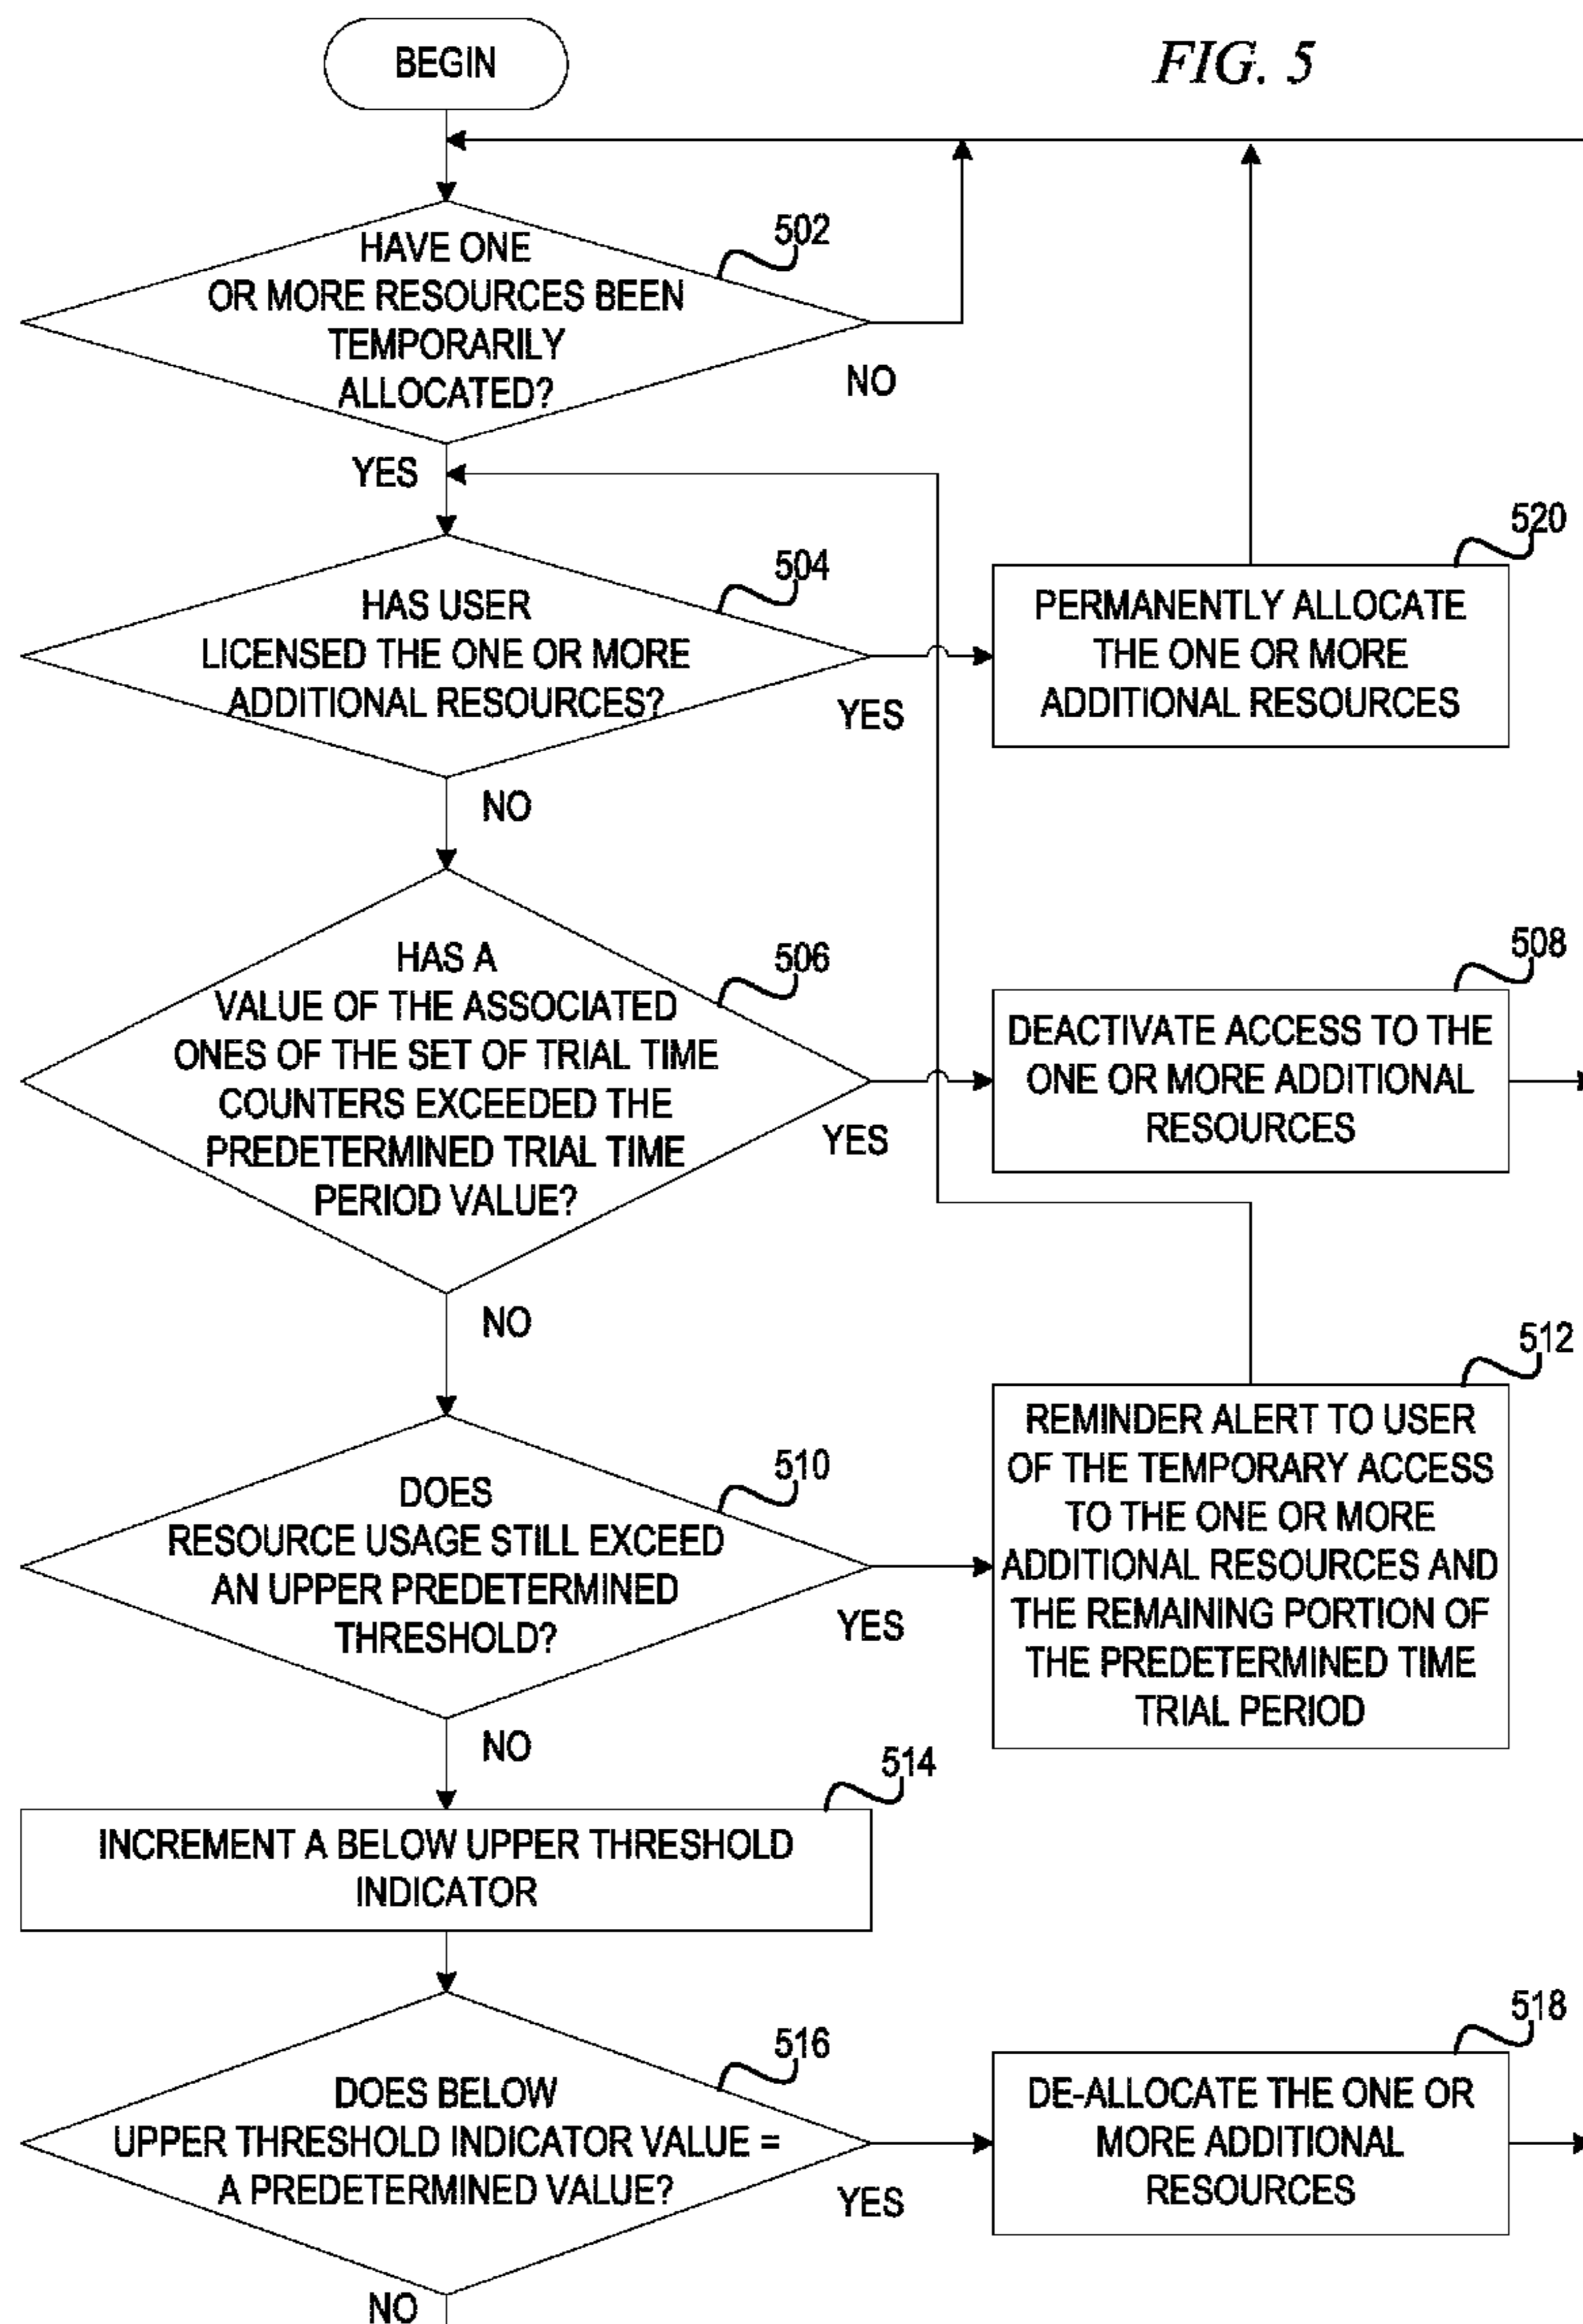 BEGIN
FIG. 5
502
HAVE ONE
OR MORE RESOURCES BEEN
TEMPORARILY
ALLOCATED?
NO
YES
504
HAS USER
LICENSED THE ONE OR MORE
ADDITIONAL RESOURCES?
YES
NO
520
PERMANENTLY ALLOCATE
THE ONE OR MORE
ADDITIONAL RESOURCES
506
HAS A
VALUE OF THE ASSOCIATED
ONES OF THE SET OF TRIAL TIME
COUNTERS EXCEEDED THE
PREDETERMINED TRIAL TIME
PERIOD VALUE?
YES
NO
508
DEACTIVATE ACCESS TO THE
ONE OR MORE ADDITIONAL
RESOURCES
510
DOES
RESOURCE USAGE STILL EXCEED
AN UPPER PREDETERMINED
THRESHOLD?
YES
NO
512
REMINDER ALERT TO USER
OF THE TEMPORARY ACCESS
TO THE ONE OR MORE
ADDITIONAL RESOURCES AND
THE REMAINING PORTION OF
THE PREDETERMINED TIME
TRIAL PERIOD
514
INCREMENT A BELOW UPPER THRESHOLD
INDICATOR
516
DOES BELOW
UPPER THRESHOLD INDICATOR VALUE =
A PREDETERMINED VALUE?
YES
NO
518
DE-ALLOCATE THE ONE OR
MORE ADDITIONAL
RESOURCES